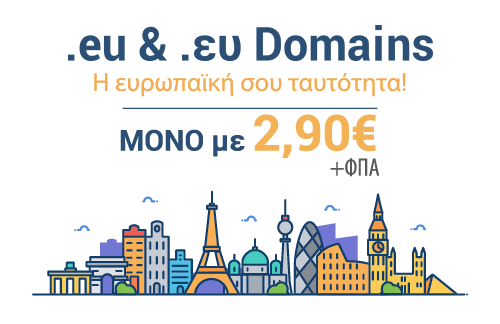 .eu & .ευ Domains
Η ευρωπαϊκή σου ταυτότητα!
ΜΟΝΟ με 2,90€
+ΦΠΑ